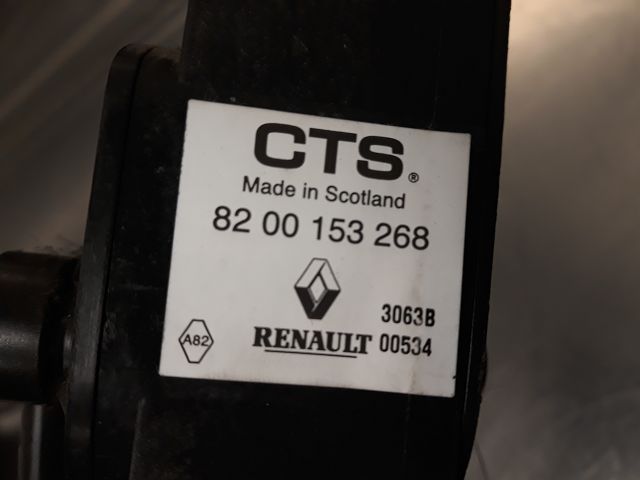 CTS®
Made in Scotland
82 00 153 268
3063B
A82 RENAULT 00534